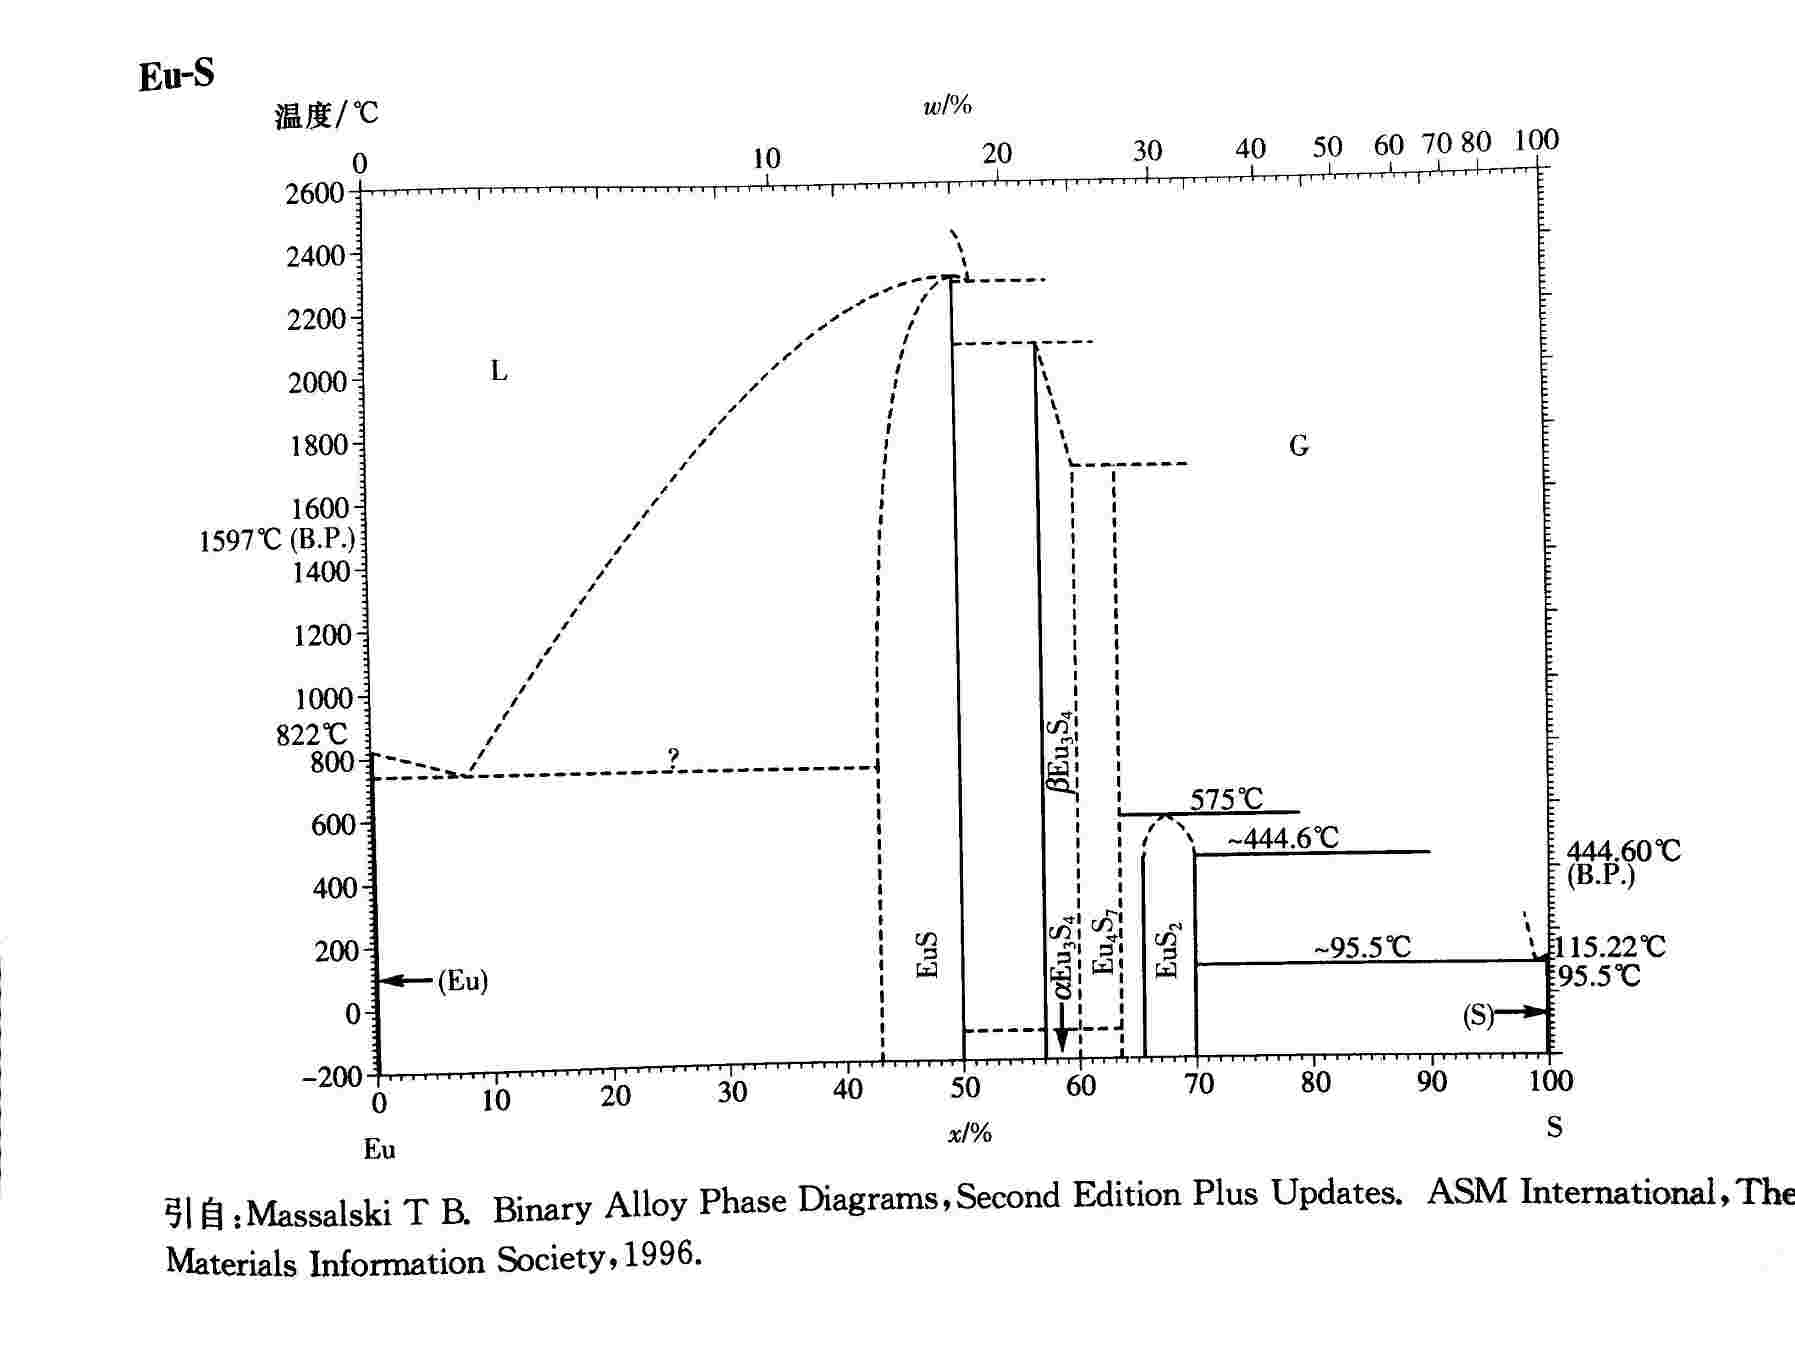 Eu-S
温度/℃
w/%
0 10 20 30 40 50 60 70 80 100
2600
2400
2200
L
2000
1800
G
1600
1597℃ (B.P.)
1400
1200
1000
βEu₃S₄
822℃
800
?
600
575℃
~444.6℃
444.60℃
(B.P.)
400
EuS
αEu₃S₄
Eu₄S₇
EuS₂
200
~95.5℃
115.22℃
95.5℃
(Eu)
0
(S)
-200
0 10 20 30 40 50 60 70 80 90 100
Eu
x/%
S
引自:Massalski T B. Binary Alloy Phase Diagrams, Second Edition Plus Updates. ASM International, The
Materials Information Society, 1996.